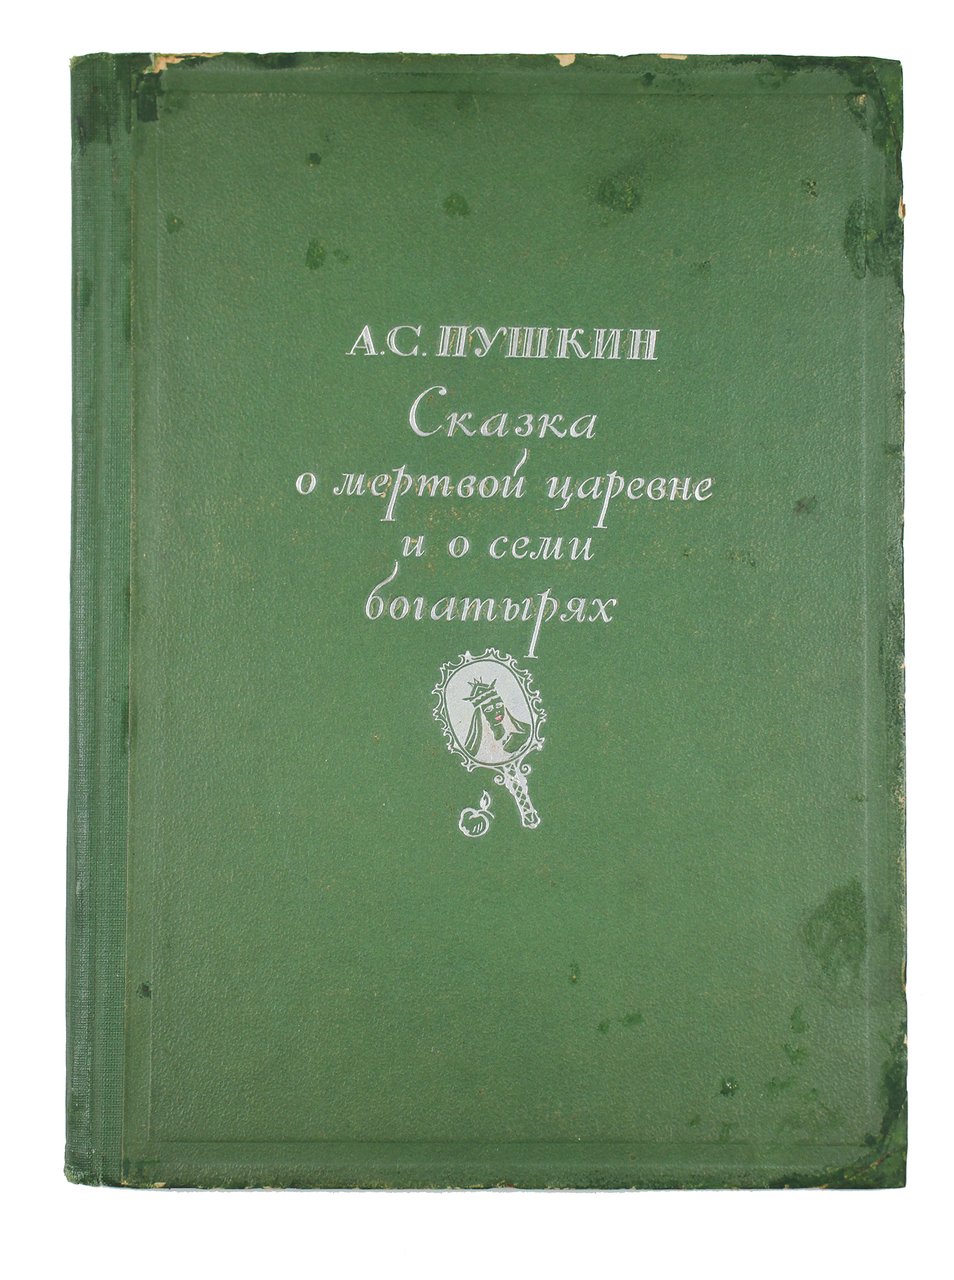 А.С.ПУШКИН
Сказка
о мертвой царевне
и о семи
богатырях